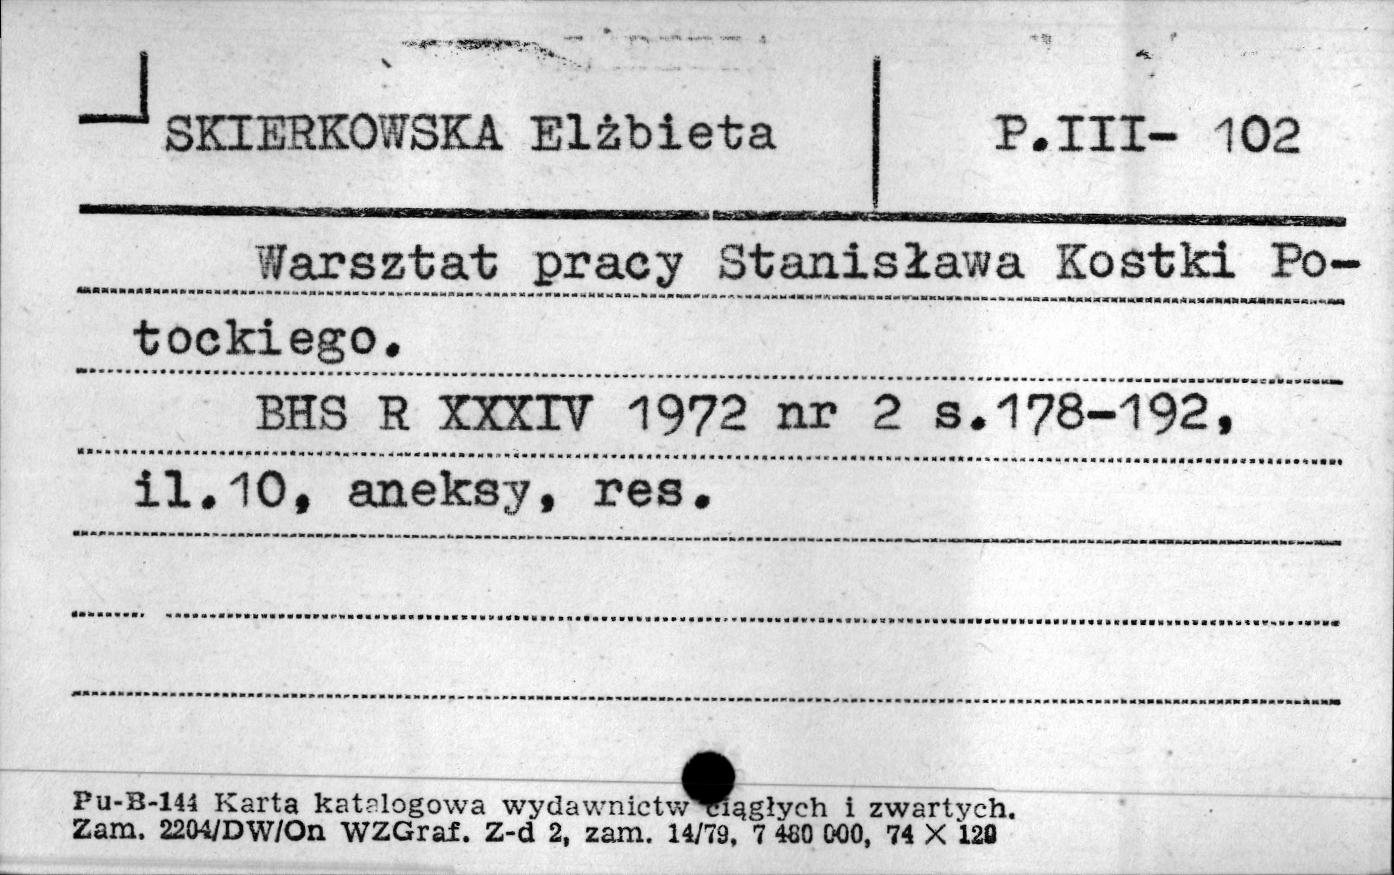 SKIERKOWSKA Elżbieta P.III- 102
Warsztat pracy Stanisława Kostki Po-
tockiego.
BHS R XXXIV 1972 nr 2 s.178-192,
il.10, aneksy, res.
Pu-B-144 Karta katalogowa wydawnictw ciągłych i zwartych.
Zam. 2204/DW/On WZGraf. Z-d 2, zam. 14/79, 7 480 000, 74 X 120